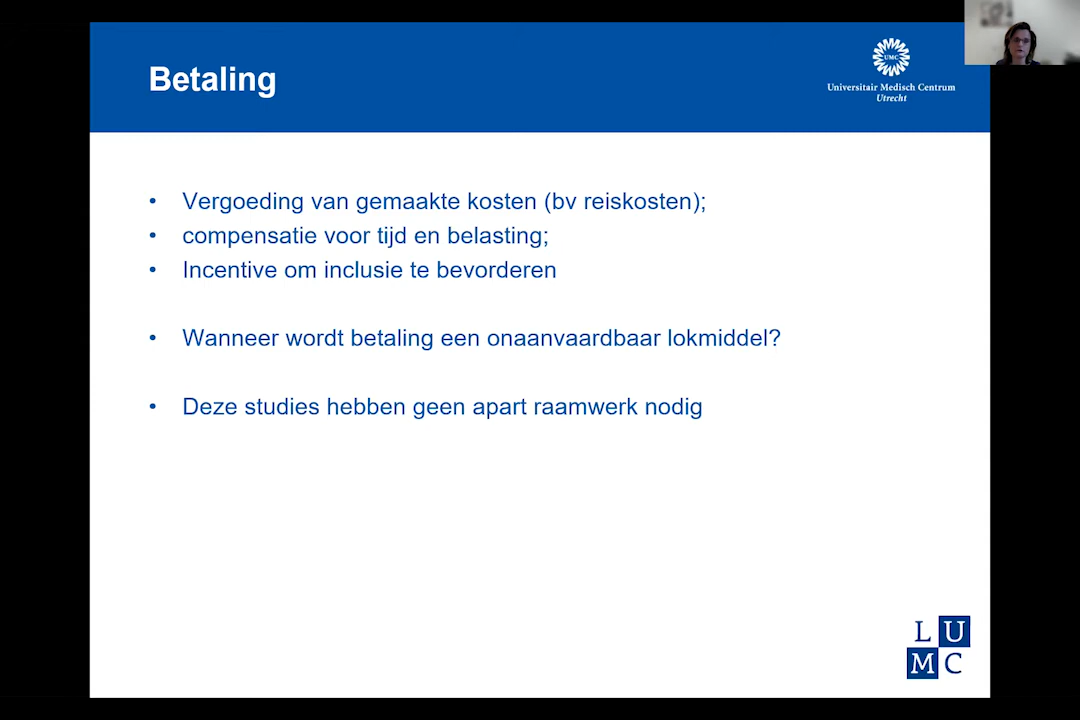 Betaling
UMC
Universitair Medisch Centrum
Utrecht
• Vergoeding van gemaakte kosten (bv reiskosten);
• compensatie voor tijd en belasting;
• Incentive om inclusie te bevorderen
• Wanneer wordt betaling een onaanvaardbaar lokmiddel?
• Deze studies hebben geen apart raamwerk nodig
L U
M C